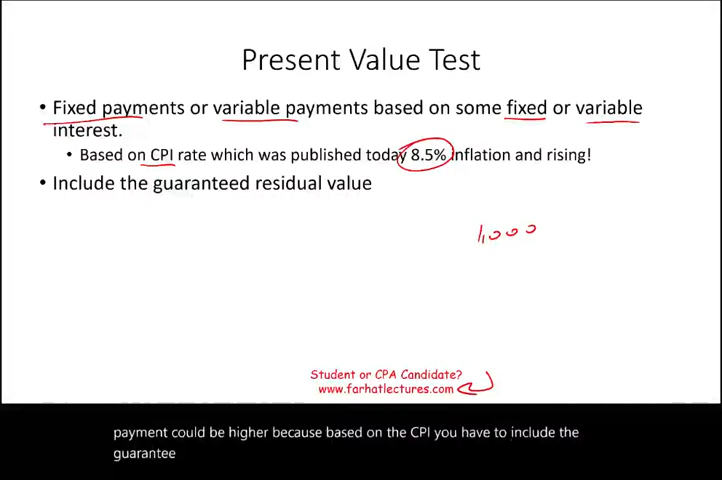 Present Value Test
• Fixed payments or variable payments based on some fixed or variable
interest.
• Based on CPI rate which was published today 8.5% inflation and rising!
• Include the guaranteed residual value
1,000
Student or CPA Candidate?
www.farhatlectures.com
payment could be higher because based on the CPI you have to include the
guarantee